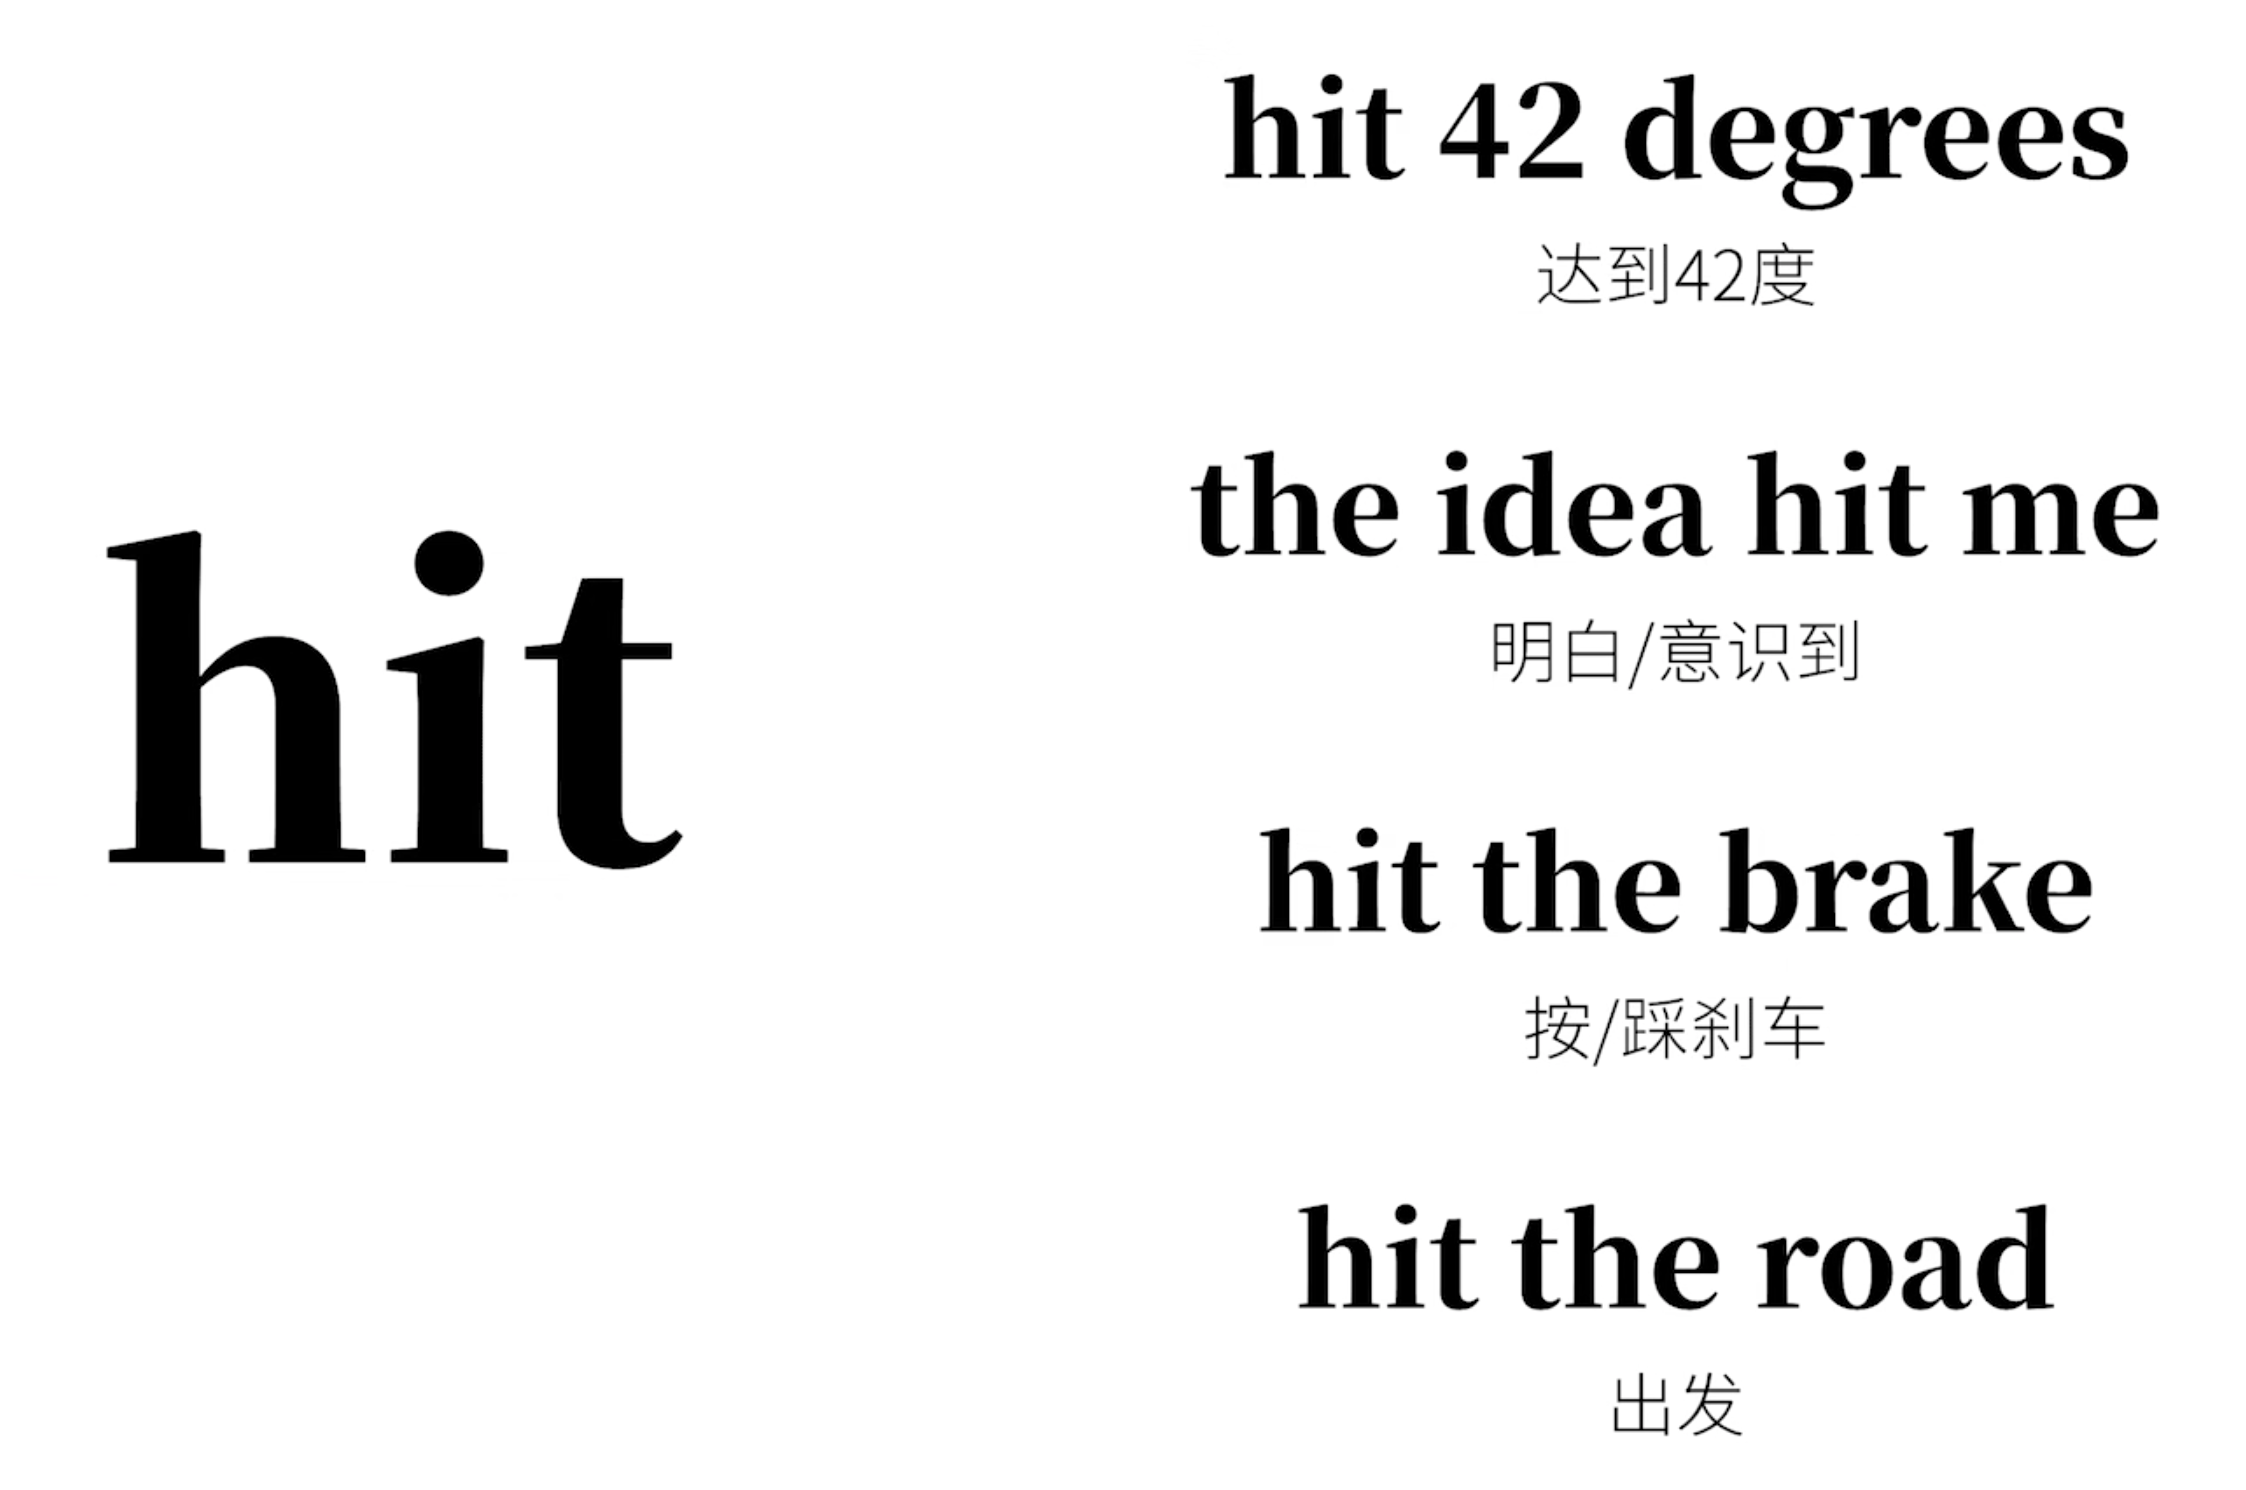 hit
hit 42 degrees
达到42度
the idea hit me
明白/意识到
hit the brake
按/踩刹车
hit the road
出发